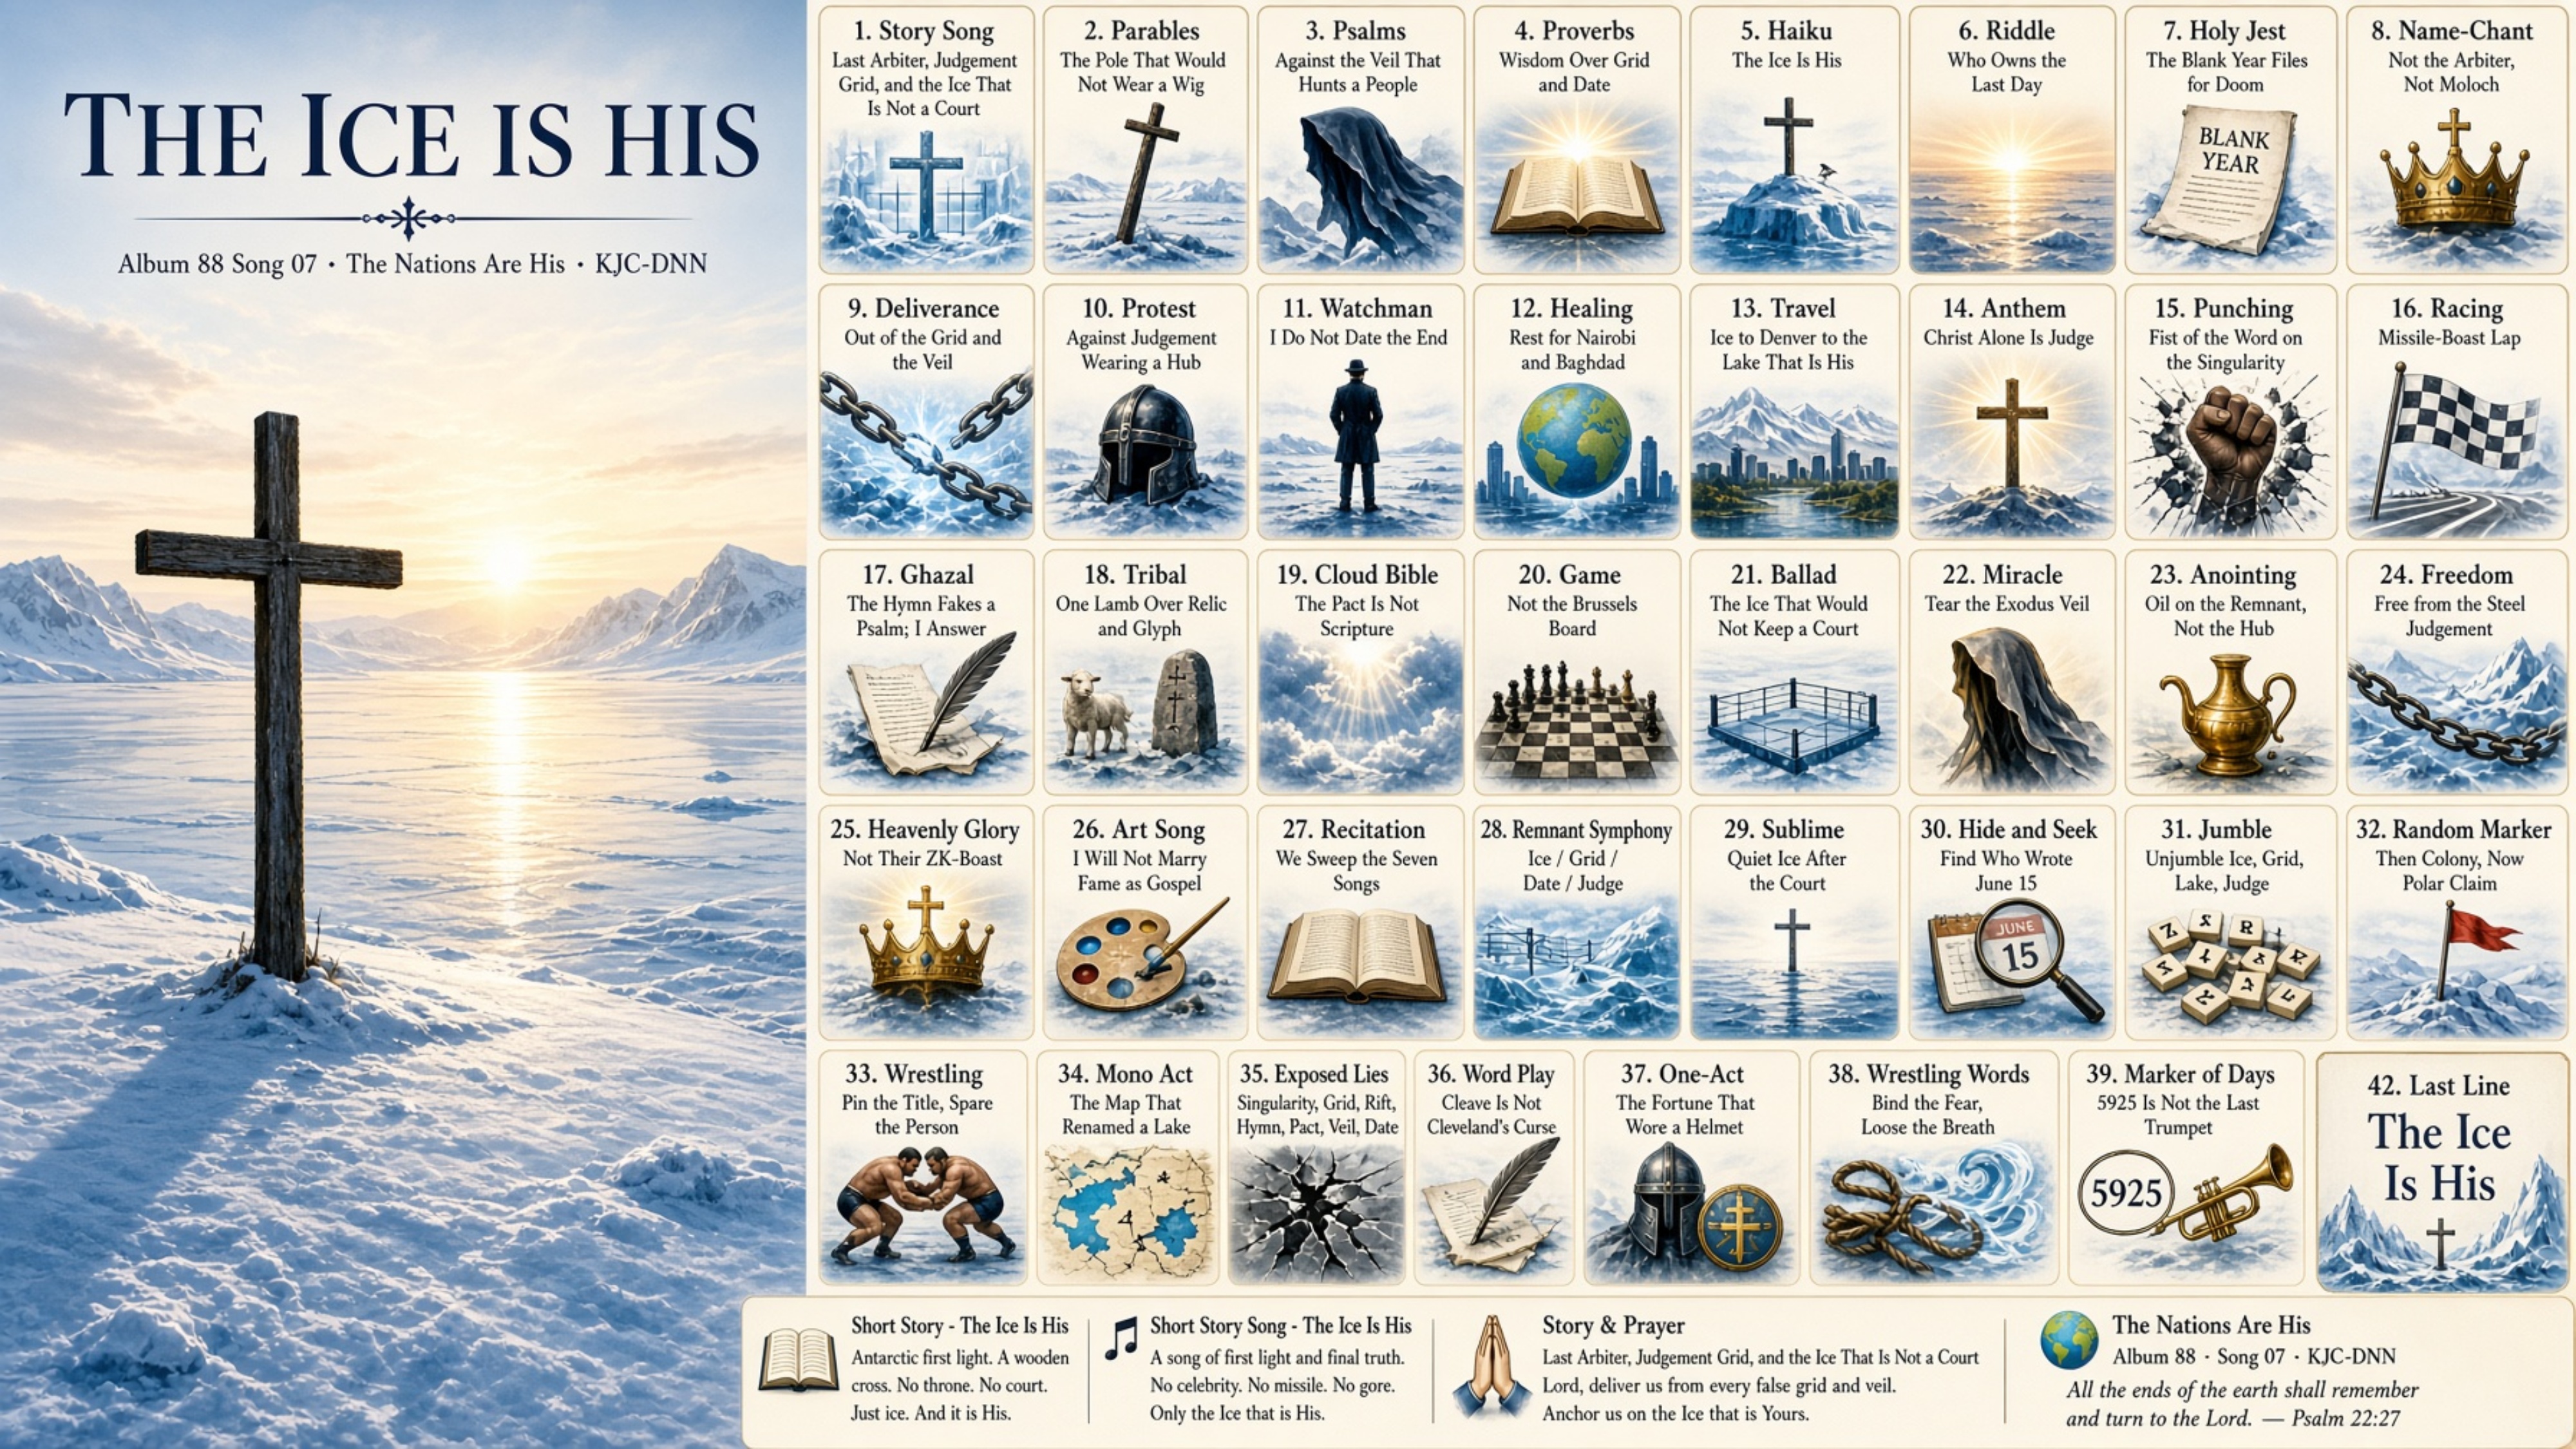 THE ICE IS HIS
Album 88 Song 07 • The Nations Are His • KJC-DNN
1. Story Song
Last Arbiter, Judgement
Grid, and the Ice That
Is Not a Court
2. Parables
The Pole That Would
Not Wear a Wig
3. Psalms
Against the Veil That
Hunts a People
4. Proverbs
Wisdom Over Grid
and Date
5. Haiku
The Ice Is His
6. Riddle
Who Owns the
Last Day
7. Holy Jest
The Blank Year Files
for Doom
BLANK
YEAR
8. Name-Chant
Not the Arbiter,
Not Moloch
9. Deliverance
Out of the Grid and
the Veil
10. Protest
Against Judgement
Wearing a Hub
11. Watchman
I Do Not Date the End
12. Healing
Rest for Nairobi
and Baghdad
13. Travel
Ice to Denver to the
Lake That Is His
14. Anthem
Christ Alone Is Judge
15. Punching
Fist of the Word on
the Singularity
16. Racing
Missile-Boast Lap
17. Ghazal
The Hymn Fakes a
Psalm; I Answer
18. Tribal
One Lamb Over Relic
and Glyph
19. Cloud Bible
The Pact Is Not
Scripture
20. Game
Not the Brussels
Board
21. Ballad
The Ice That Would
Not Keep a Court
22. Miracle
Tear the Exodus Veil
23. Anointing
Oil on the Remnant,
Not the Hub
24. Freedom
Free from the Steel
Judgement
25. Heavenly Glory
Not Their ZK-Boast
26. Art Song
I Will Not Marry
Fame as Gospel
27. Recitation
We Sweep the Seven
Songs
28. Remnant Symphony
Ice / Grid /
Date / Judge
29. Sublime
Quiet Ice After
the Court
30. Hide and Seek
Find Who Wrote
June 15
JUNE
15
31. Jumble
Unjumble Ice, Grid,
Lake, Judge
32. Random Marker
Then Colony, Now
Polar Claim
33. Wrestling
Pin the Title, Spare
the Person
34. Mono Act
The Map That
Renamed a Lake
35. Exposed Lies
Singularity, Grid, Rift,
Hymn, Pact, Veil, Date
36. Word Play
Cleave Is Not
Cleveland's Curse
37. One-Act
The Fortune That
Wore a Helmet
38. Wrestling Words
Bind the Fear,
Loose the Breath
39. Marker of Days
5925 Is Not the Last
Trumpet
5925
42. Last Line
The Ice
Is His
Short Story - The Ice Is His
Antarctic first light. A wooden
cross. No throne. No court.
Just ice. And it is His.
Short Story Song - The Ice Is His
A song of first light and final truth.
No celebrity. No missile. No gore.
Only the Ice that is His.
Story & Prayer
Last Arbiter, Judgement Grid, and the Ice That Is Not a Court
Lord, deliver us from every false grid and veil.
Anchor us on the Ice that is Yours.
The Nations Are His
Album 88 · Song 07 · KJC-DNN
All the ends of the earth shall remember
and turn to the Lord. — Psalm 22:27